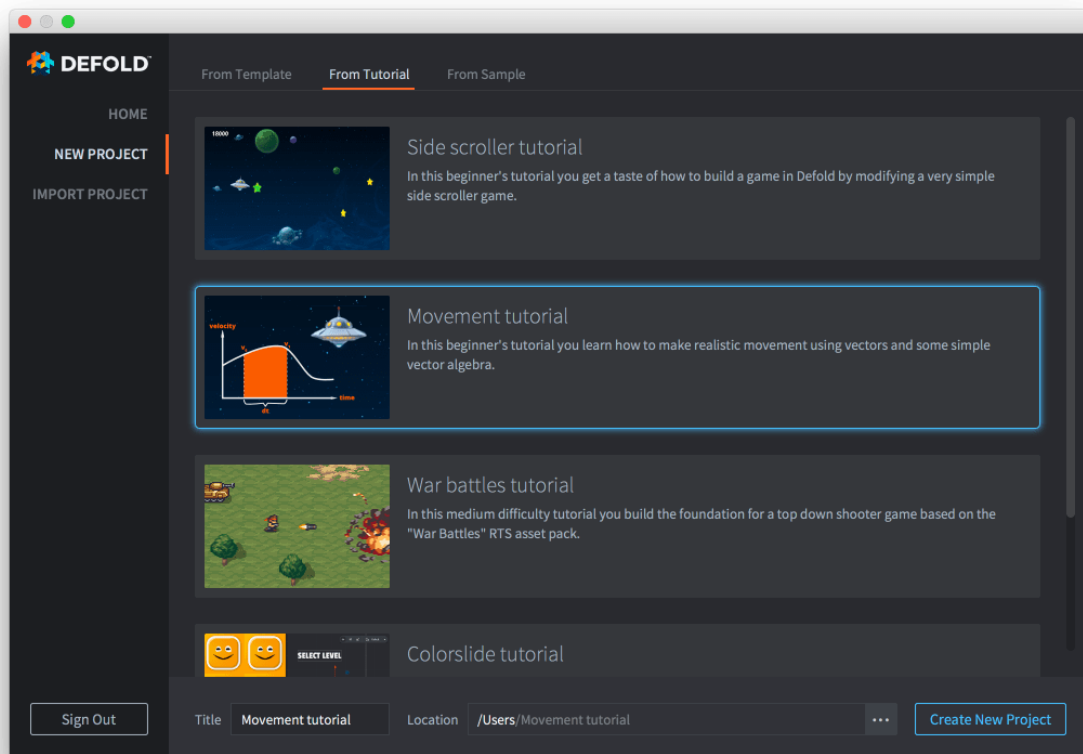 DEFOLD™
HOME
NEW PROJECT
IMPORT PROJECT
Sign Out
From Template From Tutorial From Sample
18000
Side scroller tutorial
In this beginner's tutorial you get a taste of how to build a game in Defold by modifying a very simple
side scroller game.
velocity
time
dt
Movement tutorial
In this beginner's tutorial you learn how to make realistic movement using vectors and some simple
vector algebra.
War battles tutorial
In this medium difficulty tutorial you build the foundation for a top down shooter game based on the
"War Battles" RTS asset pack.
SELECT LEVEL
Colorslide tutorial
Title Movement tutorial Location /Users/Movement tutorial ... Create New Project